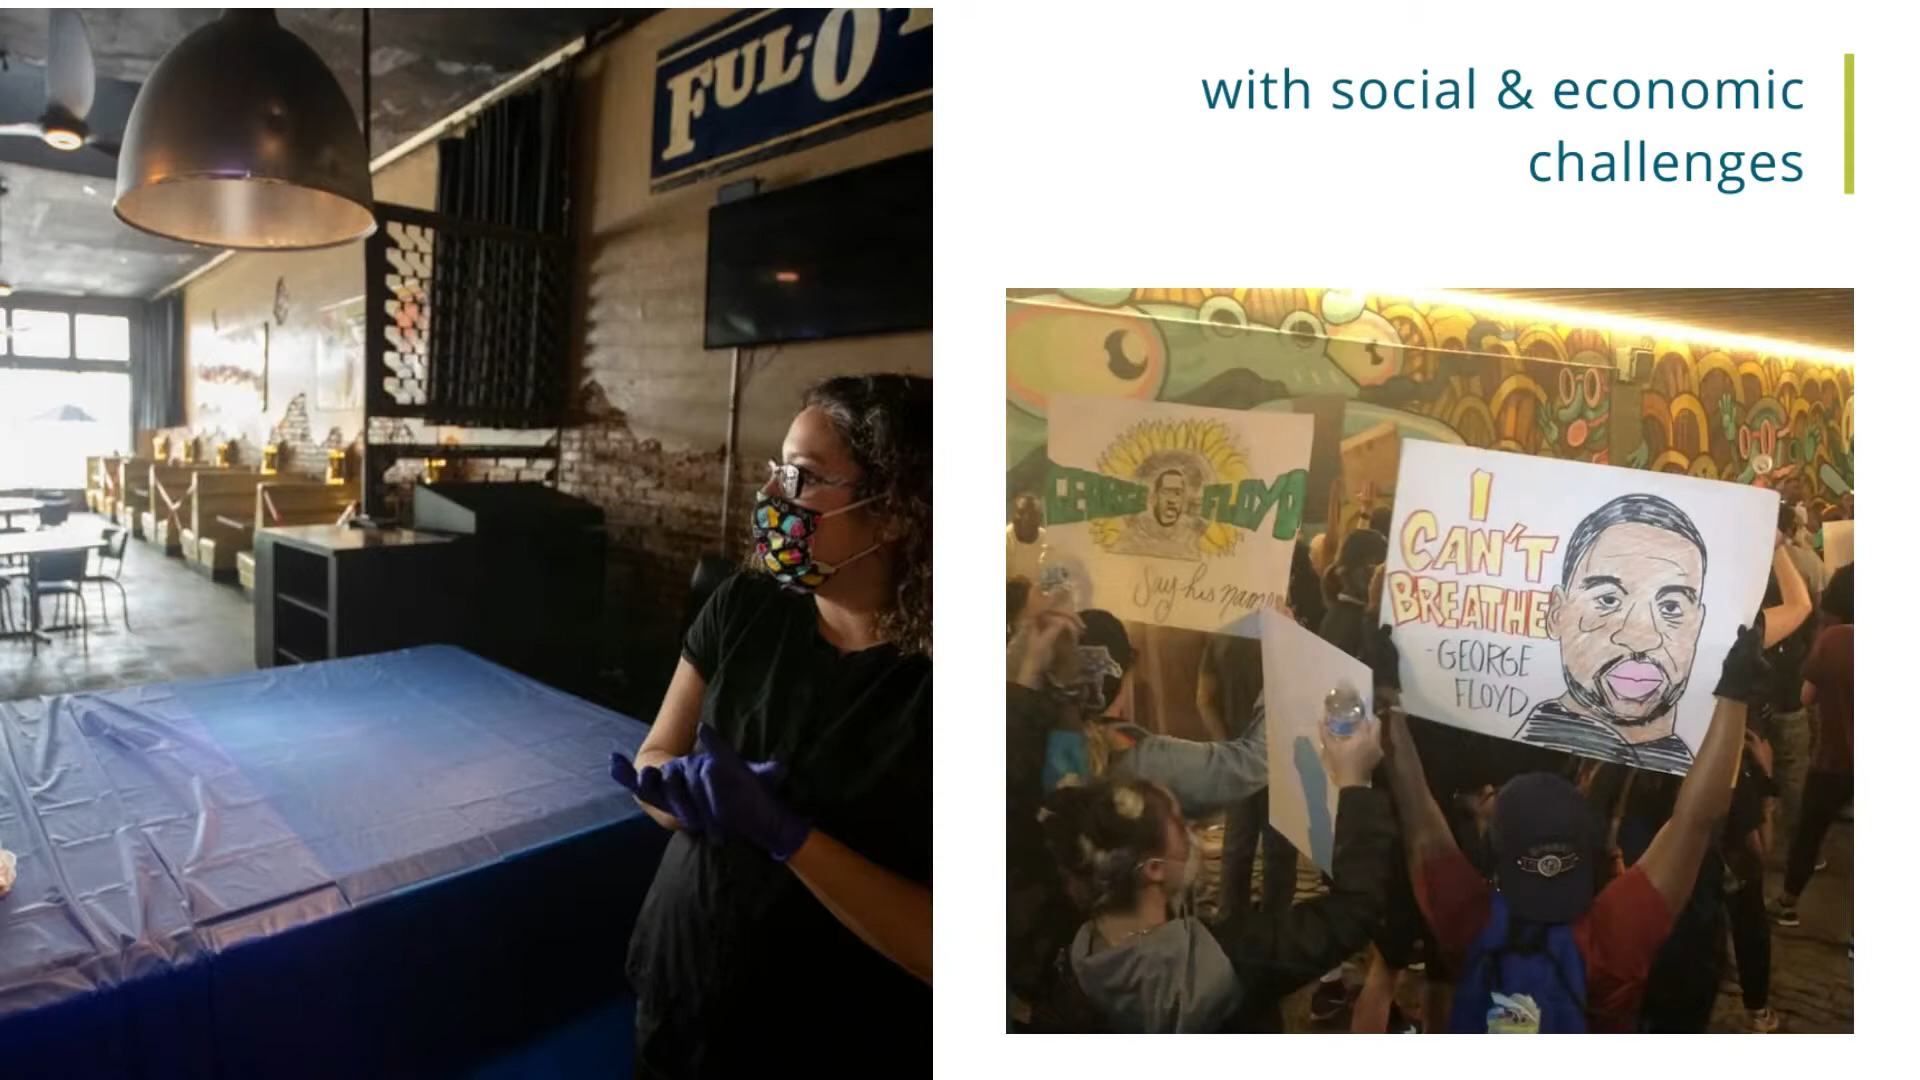 FUL-O
with social & economic
challenges
GEORGE FLOYD
Say his name
I
CAN'T
BREATHE
-GEORGE
FLOYD